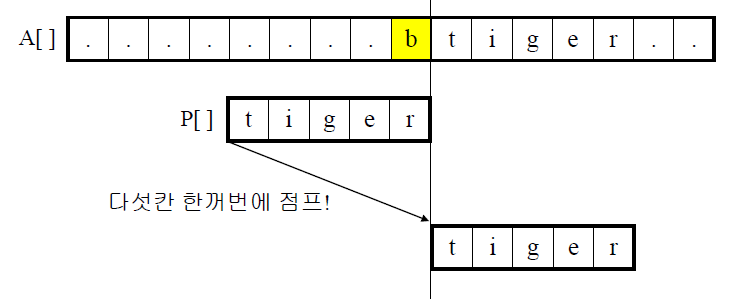 A[ ] . . . . . . . . b t i g e r . .
P[ ] t i g e r
다섯칸 한꺼번에 점프!
t i g e r